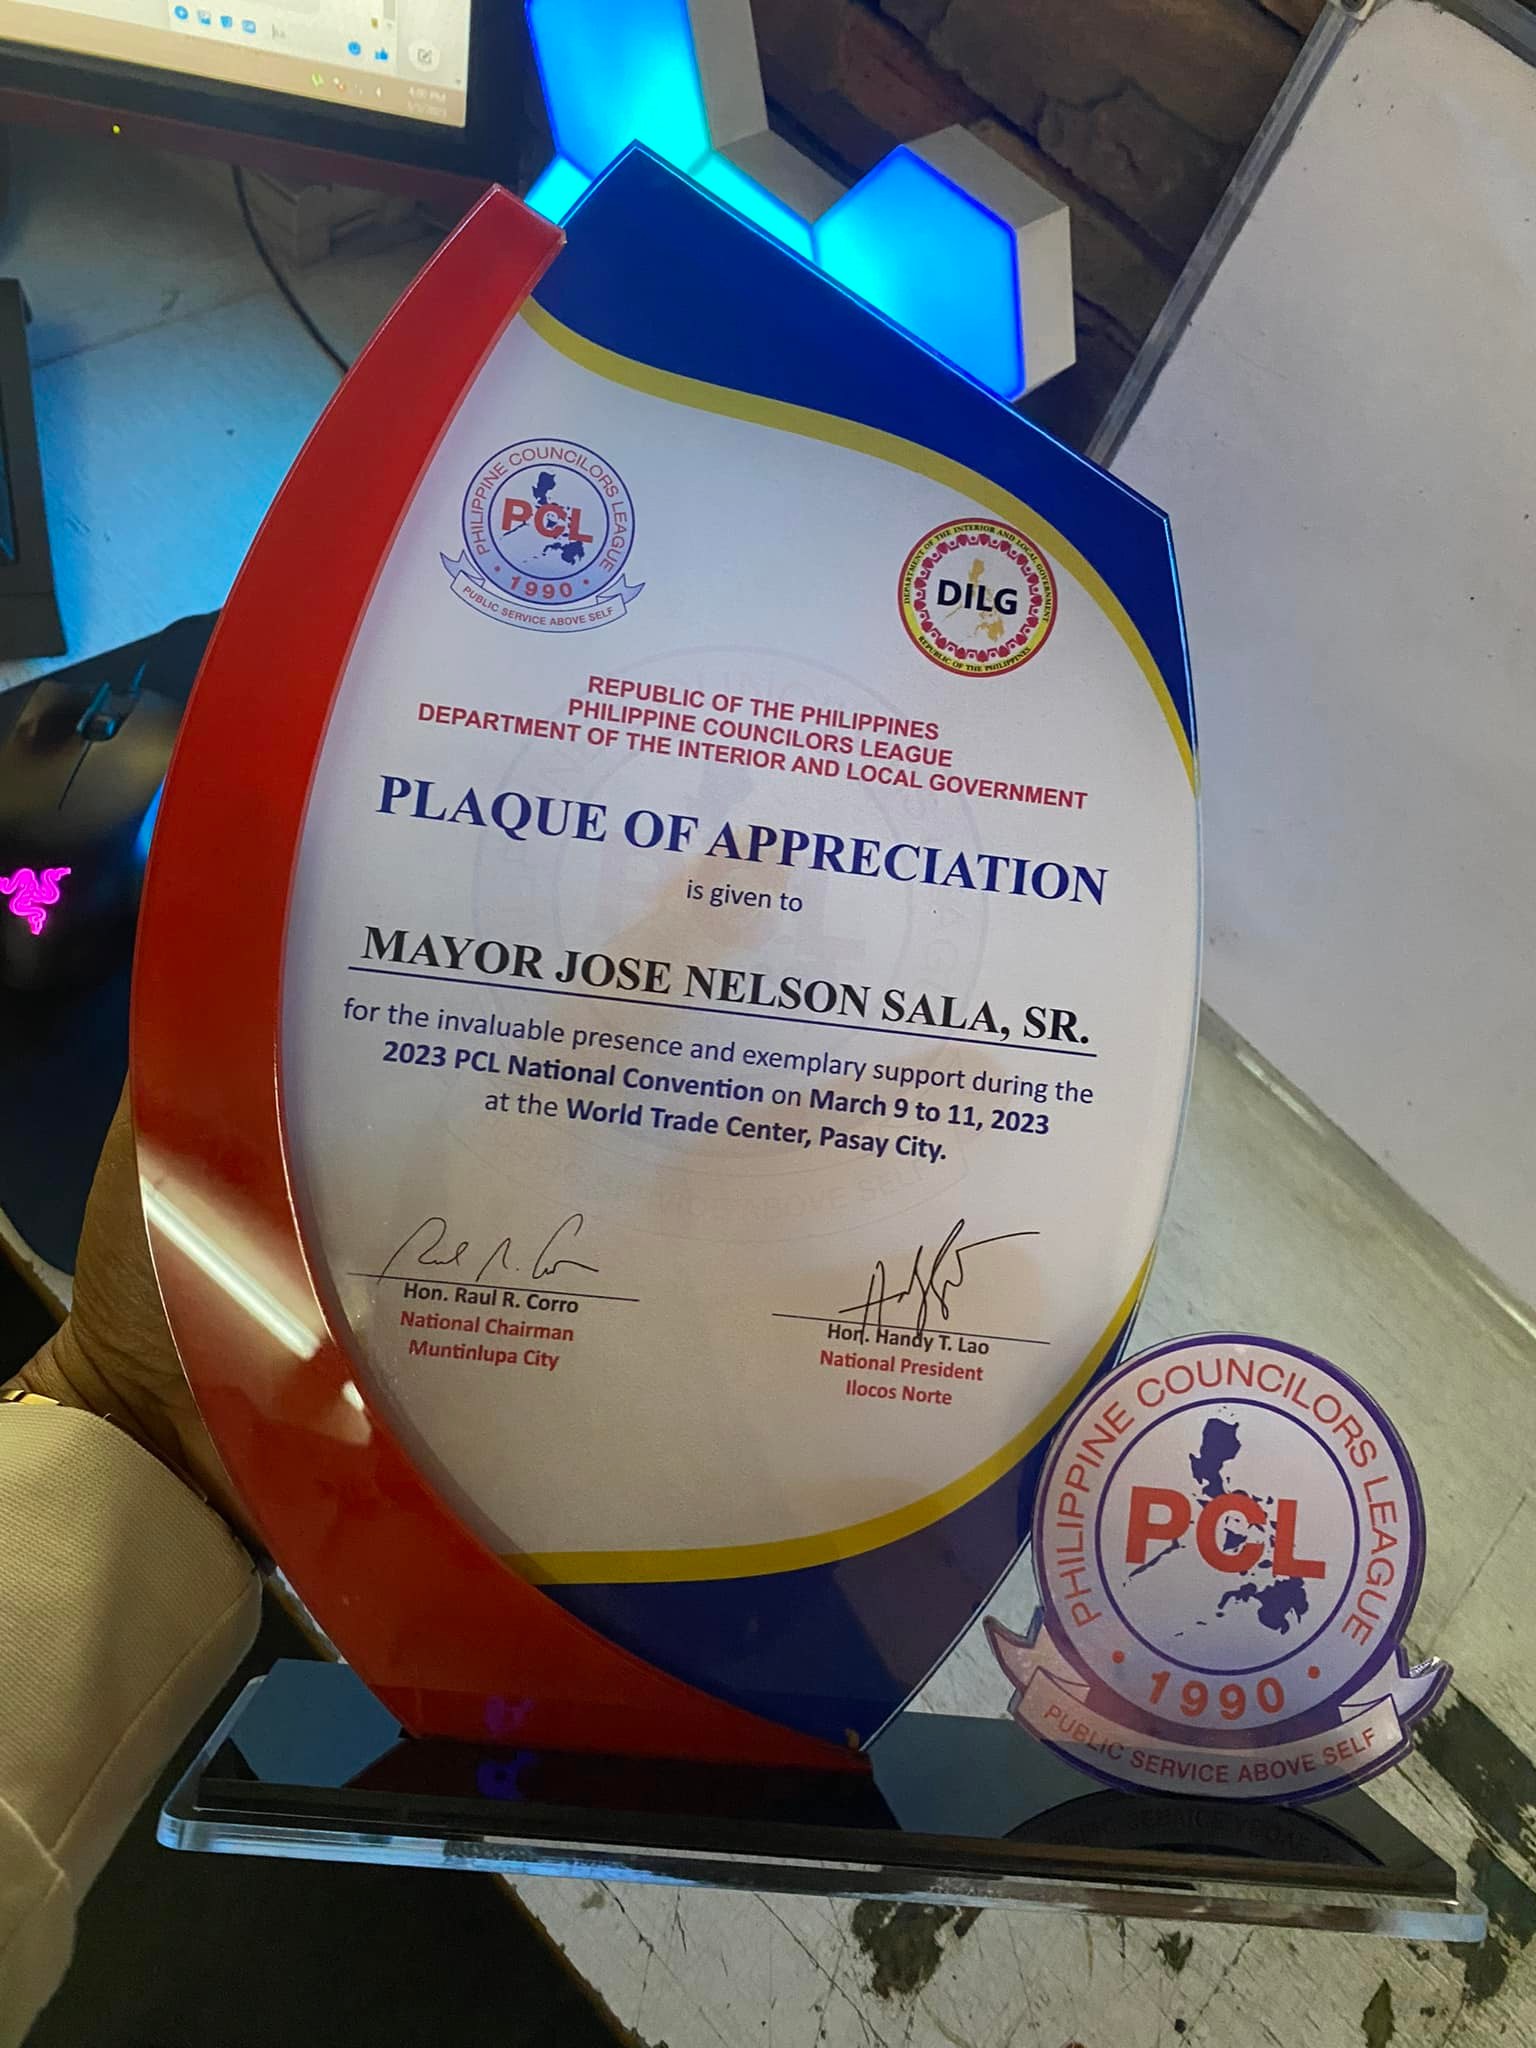 4:00 PM
PHILIPPINE COUNCILORS LEAGUE
PCL
1990
PUBLIC SERVICE ABOVE SELF
DEPARTMENT OF THE INTERIOR AND LOCAL GOVERNMENT
DILG
REPUBLIC OF THE PHILIPPINES
REPUBLIC OF THE PHILIPPINES
PHILIPPINE COUNCILORS LEAGUE
DEPARTMENT OF THE INTERIOR AND LOCAL GOVERNMENT
PLAQUE OF APPRECIATION
is given to
MAYOR JOSE NELSON SALA, SR.
for the invaluable presence and exemplary support during the
2023 PCL National Convention on March 9 to 11, 2023
at the World Trade Center, Pasay City.
Hon. Raul R. Corro
National Chairman
Muntinlupa City
Hon. Handy T. Lao
National President
Ilocos Norte
PHILIPPINE COUNCILORS LEAGUE
PCL
1990
PUBLIC SERVICE ABOVE SELF